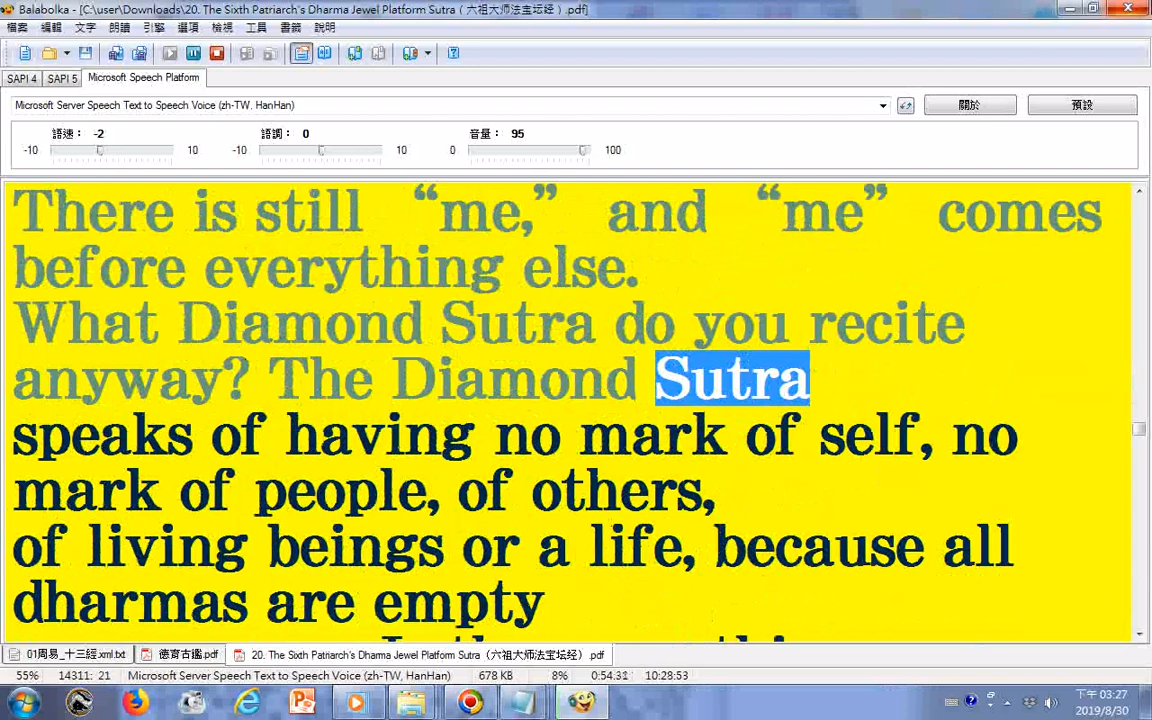 Balabolka - [C:\user\Downloads\20. The Sixth Patriarch's Dharma Jewel Platform Sutra（六祖大师法宝坛经）.pdf]
檔案 編輯 文字 朗讀 引擎 選項 檢視 工具 書籤 說明
SAPI 4 SAPI 5 Microsoft Speech Platform
Microsoft Server Speech Text to Speech Voice (zh-TW, HanHan) 關於 預設
語速： -2 語調： 0 音量： 95
-10 10 -10 10 0 100
There is still “me,” and “me” comes
before everything else.
What Diamond Sutra do you recite
anyway? The Diamond Sutra
speaks of having no mark of self, no
mark of people, of others,
of living beings or a life, because all
dharmas are empty
01周易_十三經.xml.txt 德育古鑑.pdf 20. The Sixth Patriarch's Dharma Jewel Platform Sutra（六祖大师法宝坛经）.pdf
55% 14311: 21 Microsoft Server Speech Text to Speech Voice (zh-TW, HanHan) 678 KB 8% 0:54:31 10:28:53
下午 03:27
2019/8/30